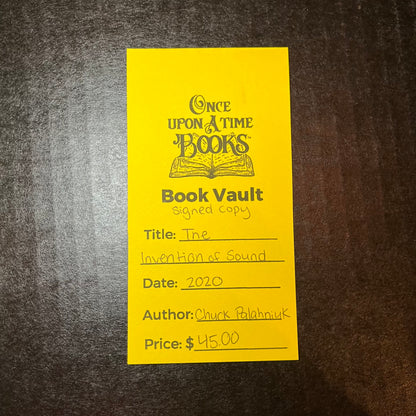 ONCE
UPON A TIME
BOOKS™
Book Vault
signed copy
Title: The
Invention of Sound
Date: 2020
Author: Chuck Palahniuk
Price: $ 45.00